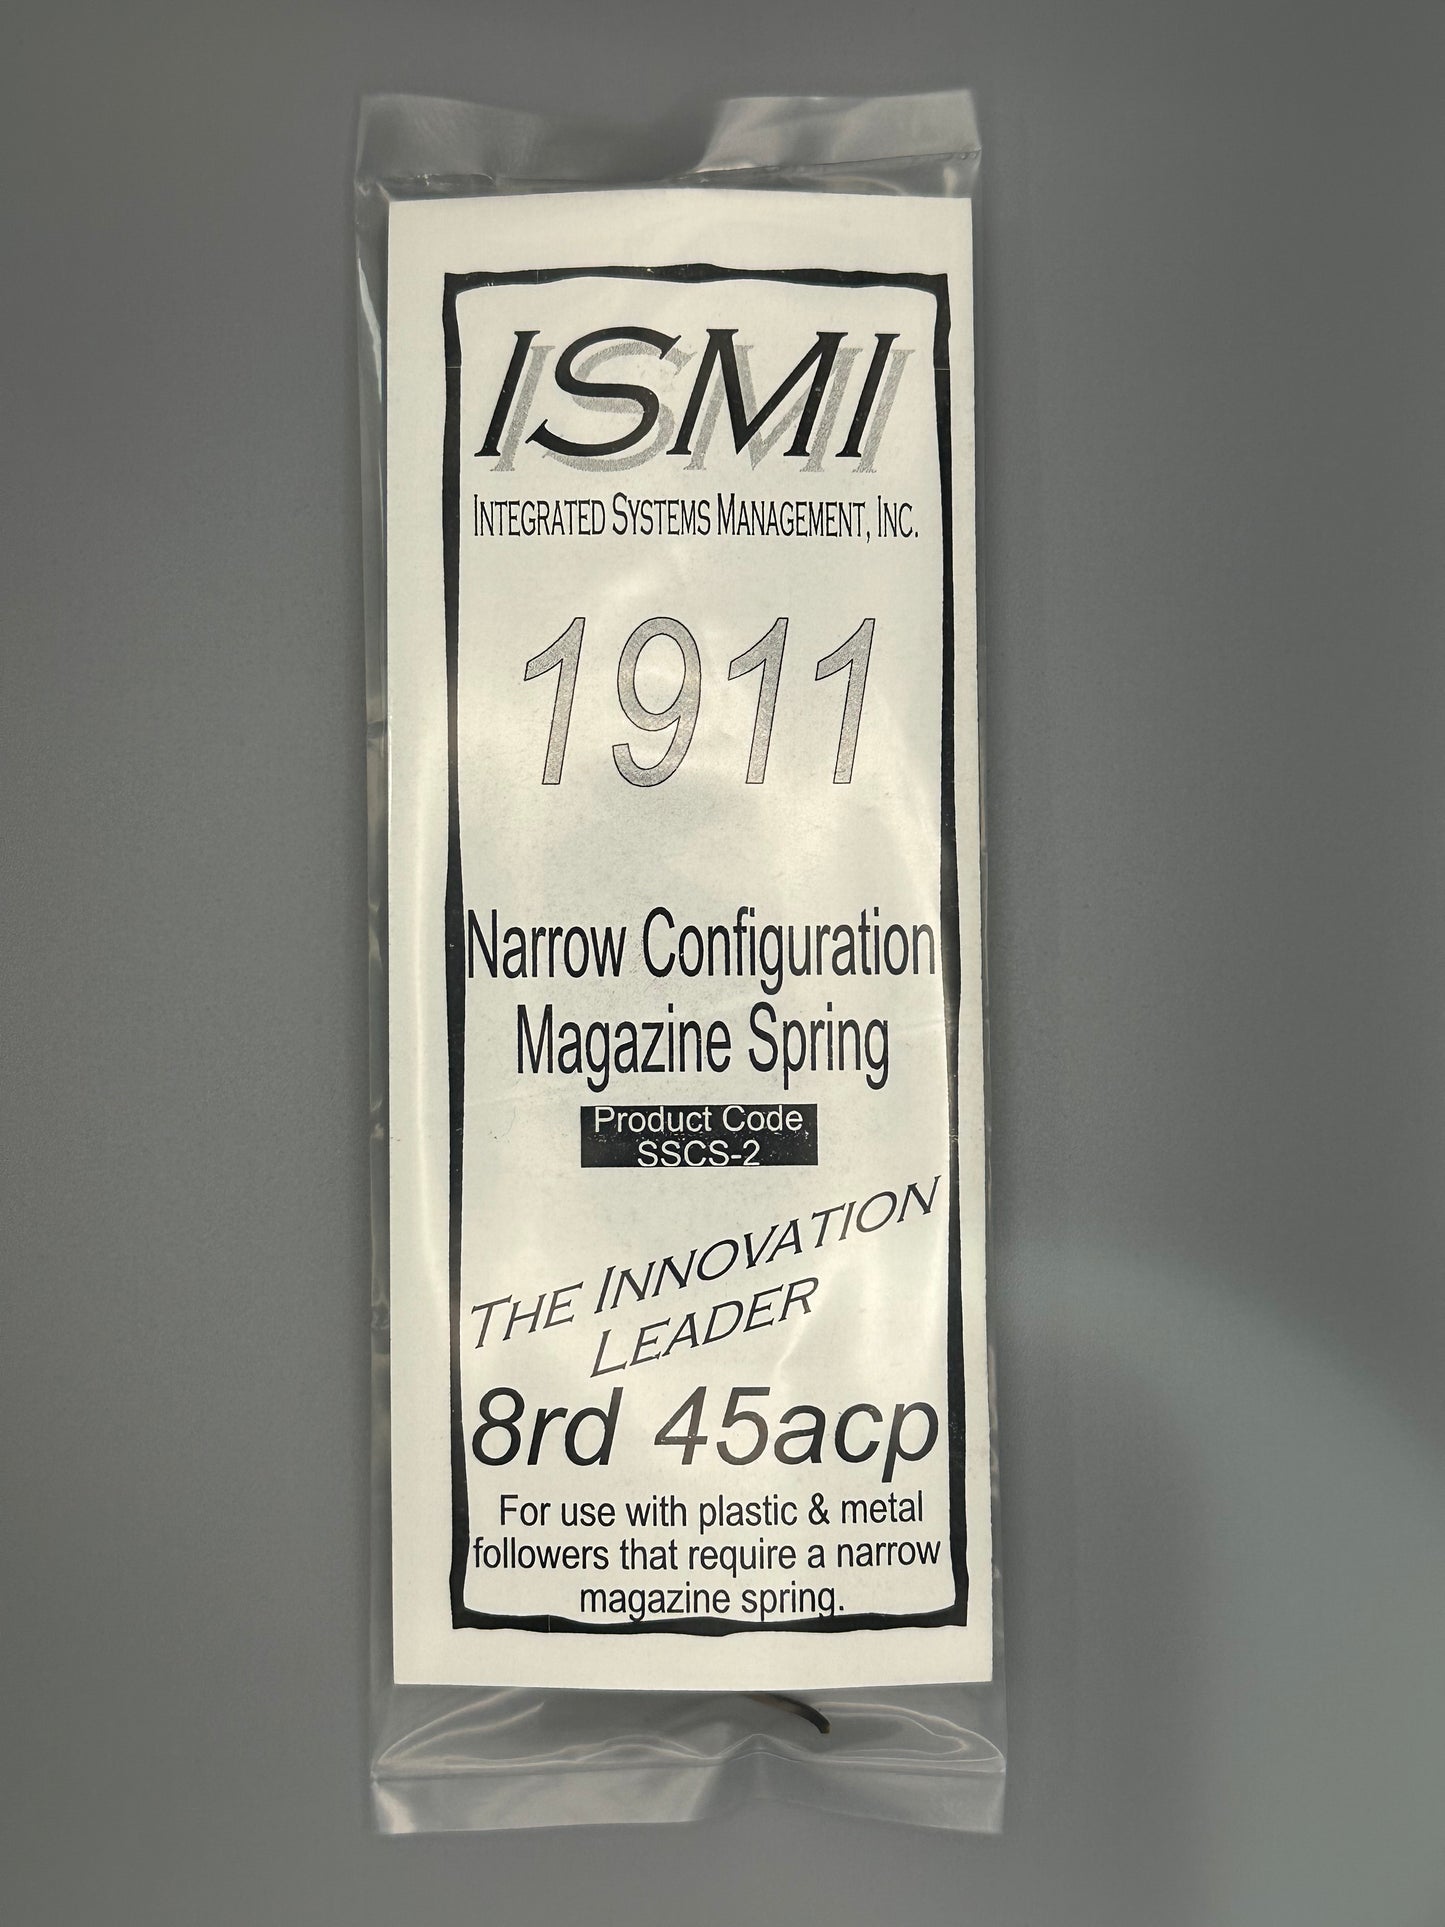 ISMI
INTEGRATED SYSTEMS MANAGEMENT, INC.
1911
Narrow Configuration
Magazine Spring
Product Code
SSCS-2
THE INNOVATION
LEADER
8rd 45acp
For use with plastic & metal
followers that require a narrow
magazine spring.